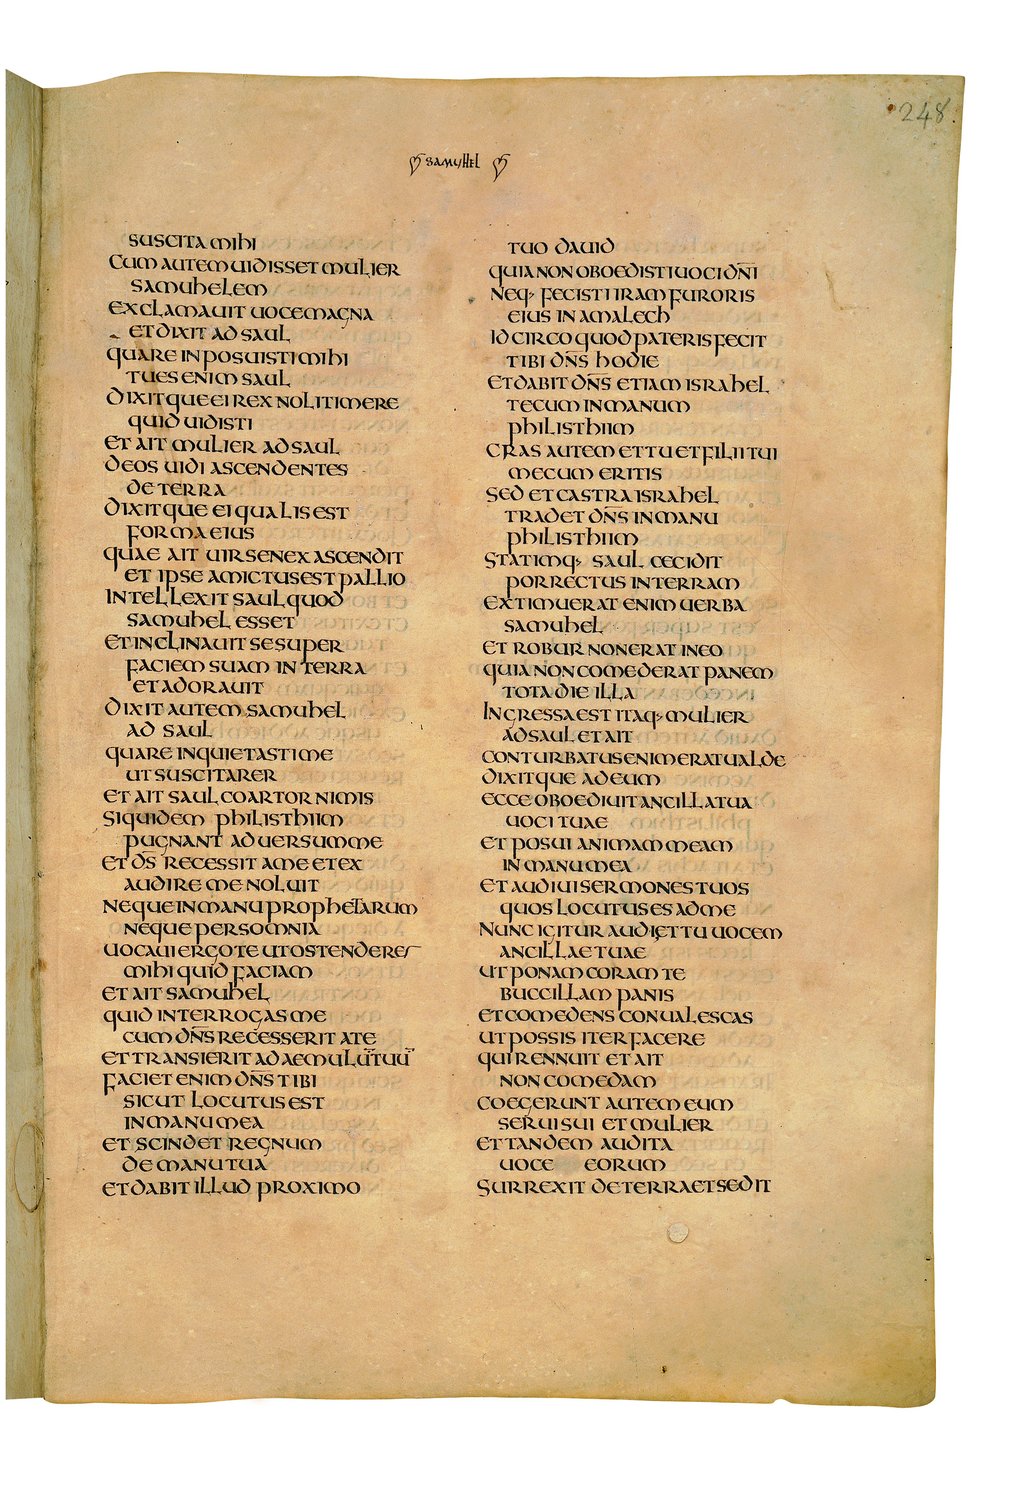 248.
SAMUHEL
SUSCITA MIHI
CUM AUTEM UIDISSET MULIER
SAMUHELEM
EXCLAMAUIT UOCE MAGNA
ET DIXIT AD SAUL
QUARE INPOSUISTI MIHI
TU ES ENIM SAUL
DIXITQUE EI REX NOLI TIMERE
QUID UIDISTI
ET AIT MULIER AD SAUL
DEOS UIDI ASCENDENTES
DE TERRA
DIXITQUE EI QUALIS EST
FORMA EIUS
QUAE AIT UIR SENEX ASCENDIT
ET IPSE AMICTUS EST PALLIO
INTELLEXIT SAUL QUOD
SAMUHEL ESSET
ET INCLINAUIT SE SUPER
FACIEM SUAM IN TERRA
ET ADORAUIT
DIXIT AUTEM SAMUHEL
AD SAUL
QUARE INQUIETASTI ME
UT SUSCITARER
ET AIT SAUL COARTOR NIMIS
SIQUIDEM PHILISTHIIM
PUGNANT ADUERSUM ME
ET D̄S RECESSIT A ME ET EX
AUDIRE ME NOLUIT
NEQUE IN MANU PROPHETARUM
NEQUE PER SOMNIA
UOCAUI ERGO TE UT OSTENDERES
MIHI QUID FACIAM
ET AIT SAMUHEL
QUID INTERROGAS ME
CUM DN̄S RECESSERIT A TE
ET TRANSIERIT AD AEMULŪ TUŪ
FACIET ENIM DN̄S TIBI
SICUT LOCUTUS EST
IN MANU MEA
ET SCINDET REGNUM
DE MANU TUA
ET DABIT ILLUD PROXIMO
TUO DAUID
QUIA NON OBOEDISTI UOCI DN̄I
NEQ· FECISTI IRAM FURORIS
EIUS IN AMALECH
IDCIRCO QUOD PATERIS FECIT
TIBI DN̄S HODIE
ET DABIT DN̄S ETIAM ISRAHEL
TECUM IN MANUM
PHILISTHIIM
CRAS AUTEM ET TU ET FILII TUI
MECUM ERITIS
SED ET CASTRA ISRAHEL
TRADET DN̄S IN MANU
PHILISTHIIM
STATIMQ· SAUL CECIDIT
PORRECTUS IN TERRAM
EXTIMUERAT ENIM UERBA
SAMUHEL
ET ROBUR NON ERAT IN EO
QUIA NON COMEDERAT PANEM
TOTA DIE ILLA
INGRESSA EST ITAQ· MULIER
AD SAUL ET AIT
CONTURBATUS ENIM ERAT UALDE
DIXITQUE AD EUM
ECCE OBOEDIUIT ANCILLA TUA
UOCI TUAE
ET POSUI ANIMAM MEAM
IN MANU MEA
ET AUDIUI SERMONES TUOS
QUOS LOCUTUS ES AD ME
NUNC IGITUR AUDI ET TU UOCEM
ANCILLAE TUAE
UT PONAM CORAM TE
BUCCILLAM PANIS
ET COMEDENS CONUALESCAS
UT POSSIS ITER FACERE
QUI RENNUIT ET AIT
NON COMEDAM
COEGERUNT AUTEM EUM
SERUI SUI ET MULIER
ET TANDEM AUDITA
UOCE EORUM
SURREXIT DE TERRA ET SEDIT